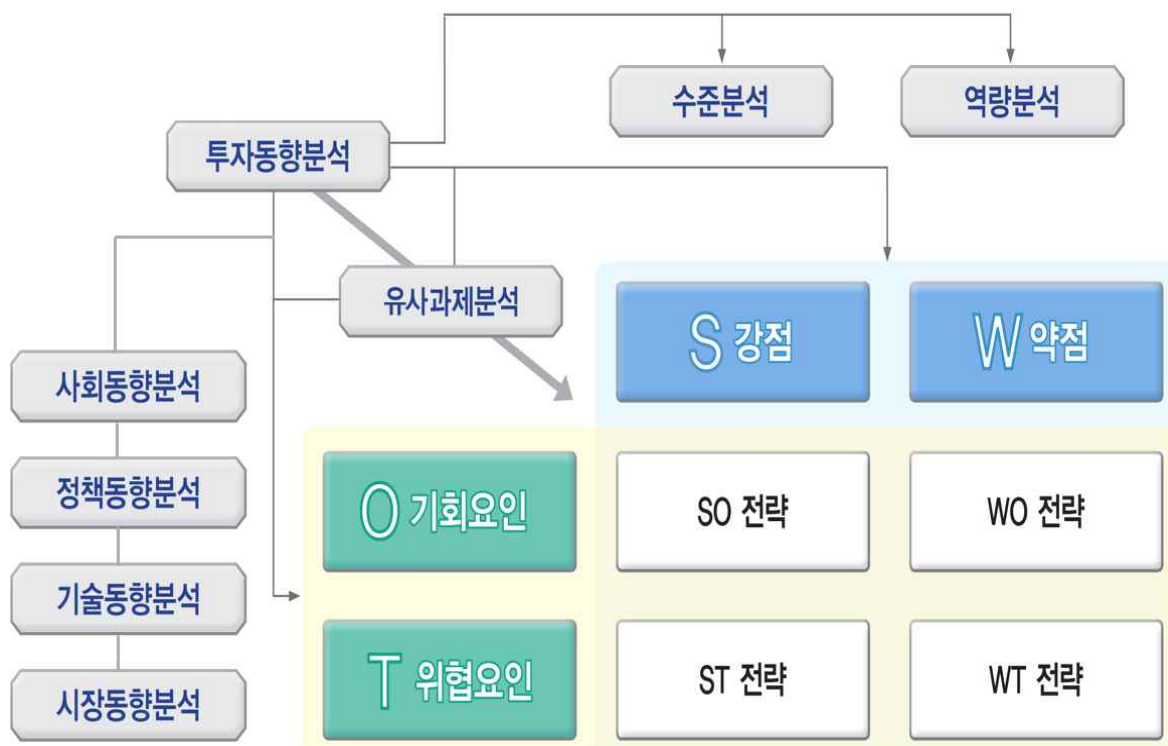 수준분석
역량분석
투자동향분석
유사과제분석
S 강점
W 약점
사회동향분석
정책동향분석
O 기회요인
SO 전략
WO 전략
기술동향분석
T 위협요인
ST 전략
WT 전략
시장동향분석